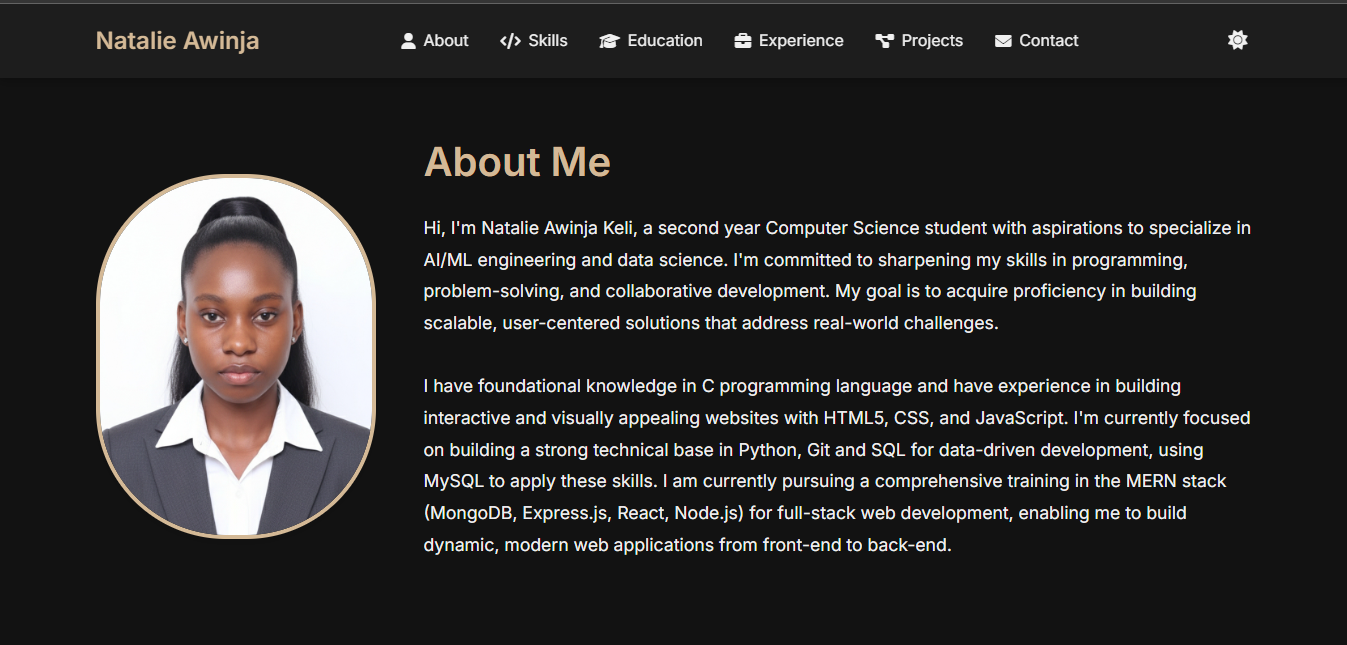 Natalie Awinja
About
Skills
Education
Experience
Projects
Contact
About Me
Hi, I'm Natalie Awinja Keli, a second year Computer Science student with aspirations to specialize in
AI/ML engineering and data science. I'm committed to sharpening my skills in programming,
problem-solving, and collaborative development. My goal is to acquire proficiency in building
scalable, user-centered solutions that address real-world challenges.
I have foundational knowledge in C programming language and have experience in building
interactive and visually appealing websites with HTML5, CSS, and JavaScript. I'm currently focused
on building a strong technical base in Python, Git and SQL for data-driven development, using
MySQL to apply these skills. I am currently pursuing a comprehensive training in the MERN stack
(MongoDB, Express.js, React, Node.js) for full-stack web development, enabling me to build
dynamic, modern web applications from front-end to back-end.